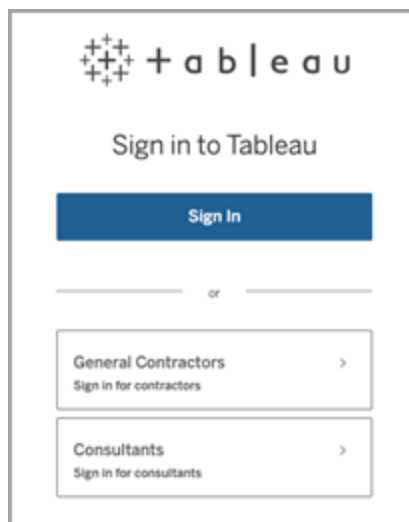 + a b | e a u
Sign in to Tableau
Sign In
or
General Contractors
Sign in for contractors
Consultants
Sign in for consultants